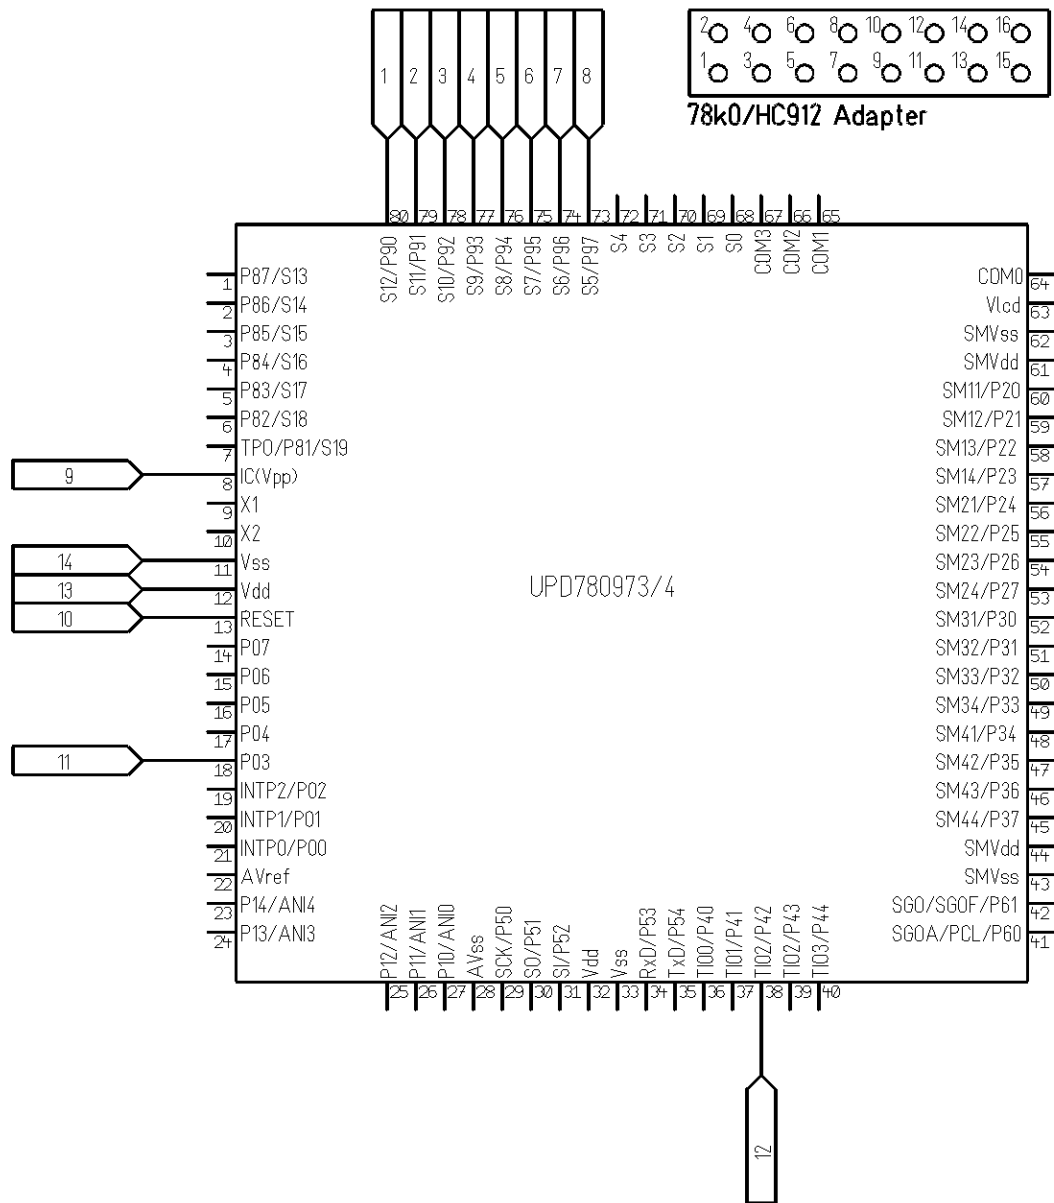 1 2 3 4 5 6 7 8
2 4 6 8 10 12 14 16
1 3 5 7 9 11 13 15
78k0/HC912 Adapter
80 79 78 77 76 75 74 73 72 71 70 69 68 67 66 65
S12/P90
S11/P91
S10/P92
S9/P93
S8/P94
S7/P95
S6/P96
S5/P97
S4
S3
S2
S1
S0
COM3
COM2
COM1
1 P87/S13
2 P86/S14
3 P85/S15
4 P84/S16
5 P83/S17
6 P82/S18
7 TPO/P81/S19
9 8 IC(Vpp)
9 X1
10 X2
14 11 Vss
13 12 Vdd
10 13 RESET
14 P07
15 P06
16 P05
17 P04
11 18 P03
19 INTP2/P02
20 INTP1/P01
21 INTP0/P00
22 AVref
23 P14/ANI4
24 P13/ANI3
UPD780973/4
COM0 64
Vlcd 63
SMVss 62
SMVdd 61
SM11/P20 60
SM12/P21 59
SM13/P22 58
SM14/P23 57
SM21/P24 56
SM22/P25 55
SM23/P26 54
SM24/P27 53
SM31/P30 52
SM32/P31 51
SM33/P32 50
SM34/P33 49
SM41/P34 48
SM42/P35 47
SM43/P36 46
SM44/P37 45
SMVdd 44
SMVss 43
SGO/SGOF/P61 42
SGOA/PCL/P60 41
P12/ANI2
P11/ANI1
P10/ANI0
AVss
SCK/P50
SO/P51
SI/P52
Vdd
Vss
RxD/P53
TxD/P54
TIO0/P40
TIO1/P41
TIO2/P42
TIO2/P43
TIO3/P44
25 26 27 28 29 30 31 32 33 34 35 36 37 38 39 40
12